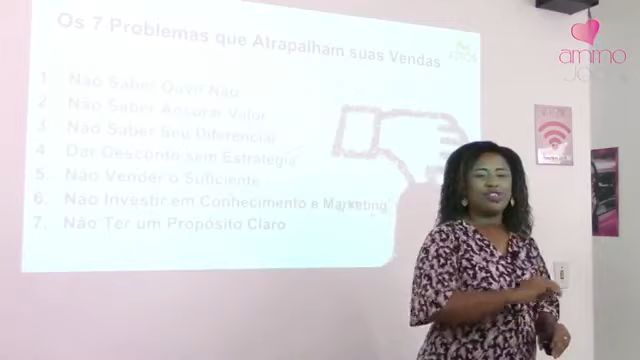 Os 7 Problemas que Atrapalham suas Vendas
1. Não Saber Ouvir Não
2. Não Saber Ancorar Valor
3. Não Saber Seu Diferencial
4. Dar Desconto sem Estratégia
5. Não Vender o Suficiente
6. Não Investir em Conhecimento e Marketing
7. Não Ter um Propósito Claro
ammo